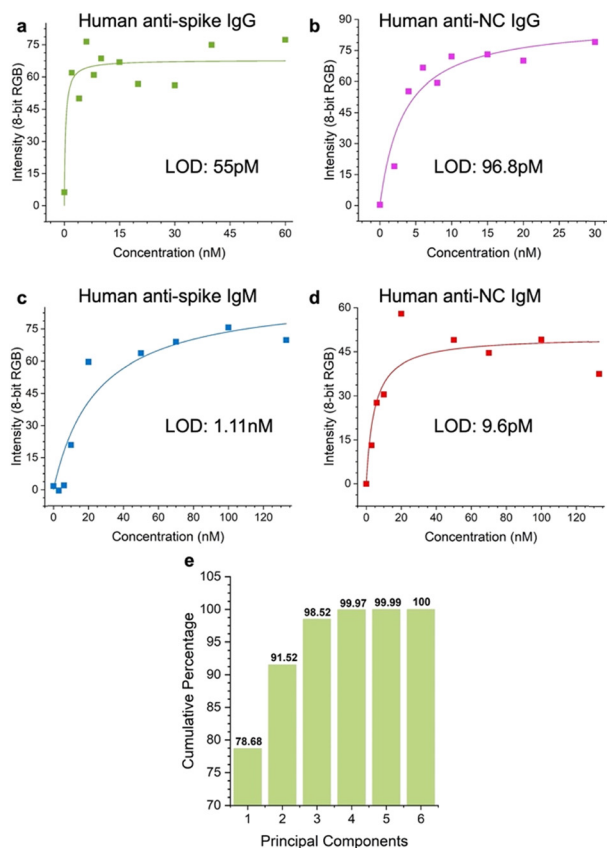 a Human anti-spike IgG
75
60
45
30
15
0
Intensity (8-bit RGB)
LOD: 55pM
0 15 30 45 60
Concentration (nM)
b Human anti-NC IgG
90
75
60
45
30
15
0
Intensity (8-bit RGB)
LOD: 96.8pM
0 5 10 15 20 25 30
Concentration (nM)
c Human anti-spike IgM
75
60
45
30
15
0
Intensity (8-bit RGB)
LOD: 1.11nM
0 20 40 60 80 100 120
Concentration (nM)
d Human anti-NC IgM
60
45
30
15
0
Intensity (8-bit RGB)
LOD: 9.6pM
0 20 40 60 80 100 120
Concentration (nM)
e
105
100
95
90
85
80
75
70
Cumulative Percentage
78.68 91.52 98.52 99.97 99.99 100
1 2 3 4 5 6
Principal Components